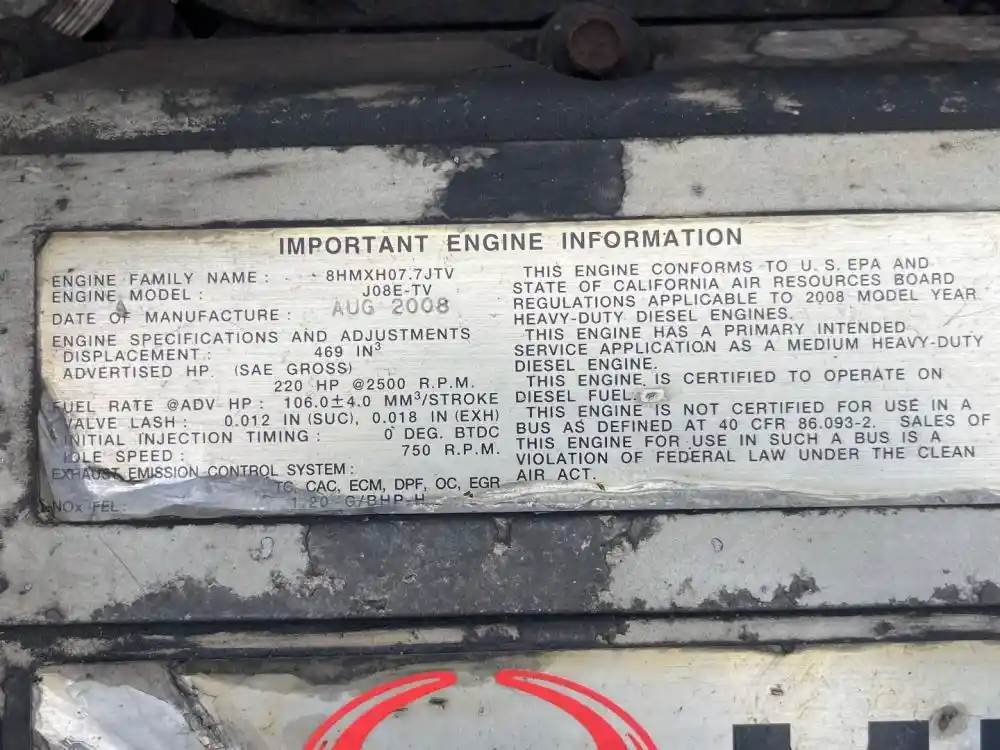 IMPORTANT ENGINE INFORMATION
ENGINE FAMILY NAME : 8HMXH07.7JTV
ENGINE MODEL : J08E-TV
DATE OF MANUFACTURE : AUG 2008
ENGINE SPECIFICATIONS AND ADJUSTMENTS
DISPLACEMENT : 469 IN³
ADVERTISED HP. (SAE GROSS)
220 HP @2500 R.P.M.
FUEL RATE @ADV HP : 106.0±4.0 MM³/STROKE
VALVE LASH : 0.012 IN (SUC), 0.018 IN (EXH)
INITIAL INJECTION TIMING : 0 DEG. BTDC
IDLE SPEED : 750 R.P.M.
EXHAUST EMISSION CONTROL SYSTEM :
TC, CAC, ECM, DPF, OC, EGR
NOx FEL : 1.20 G/BHP-H
THIS ENGINE CONFORMS TO U.S. EPA AND
STATE OF CALIFORNIA AIR RESOURCES BOARD
REGULATIONS APPLICABLE TO 2008 MODEL YEAR
HEAVY-DUTY DIESEL ENGINES.
THIS ENGINE HAS A PRIMARY INTENDED
SERVICE APPLICATION AS A MEDIUM HEAVY-DUTY
DIESEL ENGINE.
THIS ENGINE IS CERTIFIED TO OPERATE ON
DIESEL FUEL.
THIS ENGINE IS NOT CERTIFIED FOR USE IN A
BUS AS DEFINED AT 40 CFR 86.093-2. SALES OF
THIS ENGINE FOR USE IN SUCH A BUS IS A
VIOLATION OF FEDERAL LAW UNDER THE CLEAN
AIR ACT.